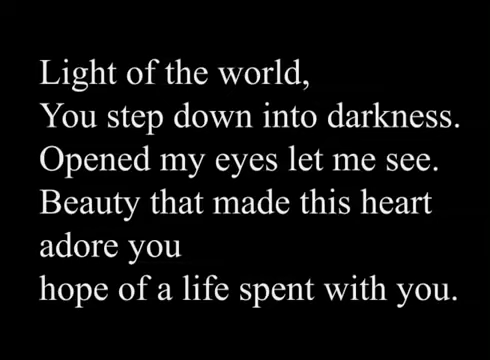 Light of the world,
You step down into darkness.
Opened my eyes let me see.
Beauty that made this heart
adore you
hope of a life spent with you.